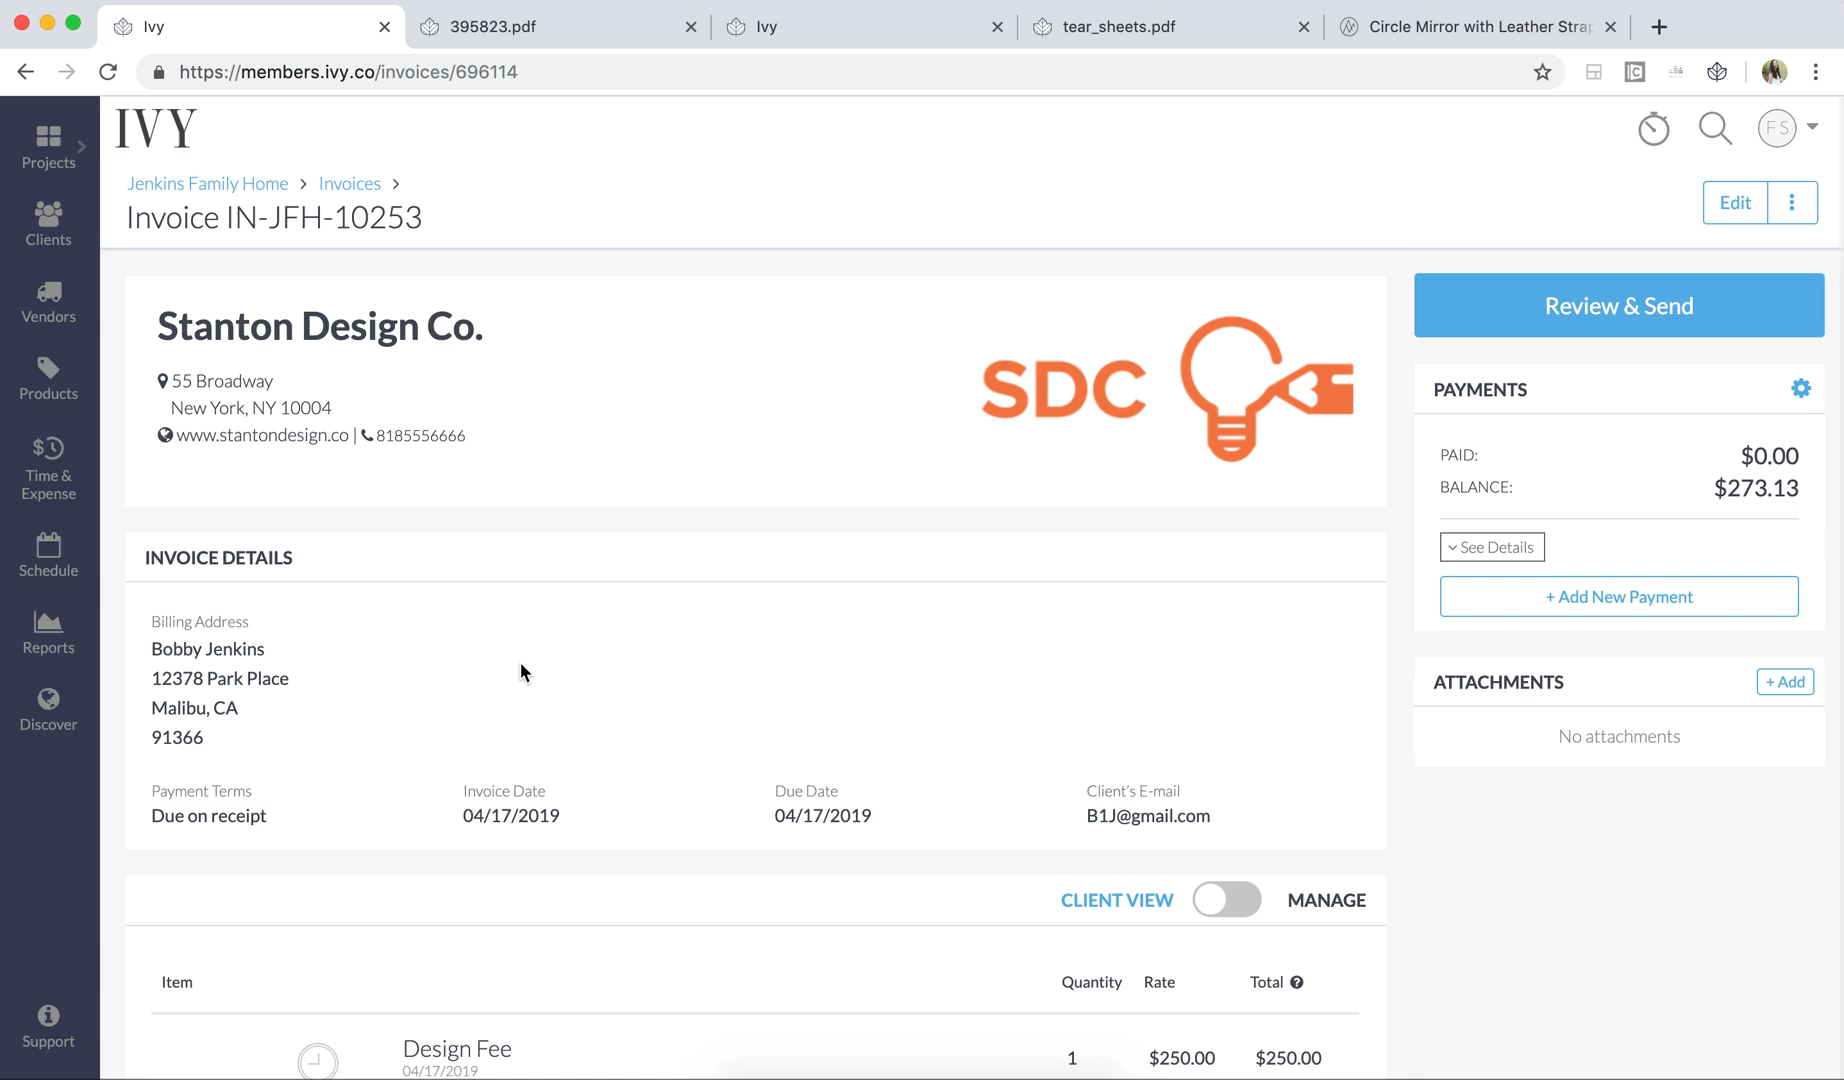 Ivy
395823.pdf
Ivy
tear_sheets.pdf
Circle Mirror with Leather Strap
https://members.ivy.co/invoices/696114
IVY
F S
Projects
Clients
Vendors
Products
Time &
Expense
Schedule
Reports
Discover
Support
Jenkins Family Home > Invoices >
Invoice IN-JFH-10253
Edit
Stanton Design Co.
55 Broadway
New York, NY 10004
www.stantondesign.co | 8185556666
SDC
INVOICE DETAILS
Billing Address
Bobby Jenkins
12378 Park Place
Malibu, CA
91366
Payment Terms
Due on receipt
Invoice Date
04/17/2019
Due Date
04/17/2019
Client's E-mail
B1J@gmail.com
CLIENT VIEW
MANAGE
Item Quantity Rate Total
Design Fee 1 $250.00 $250.00
04/17/2019
Review & Send
PAYMENTS
PAID: $0.00
BALANCE: $273.13
See Details
+ Add New Payment
ATTACHMENTS
+ Add
No attachments